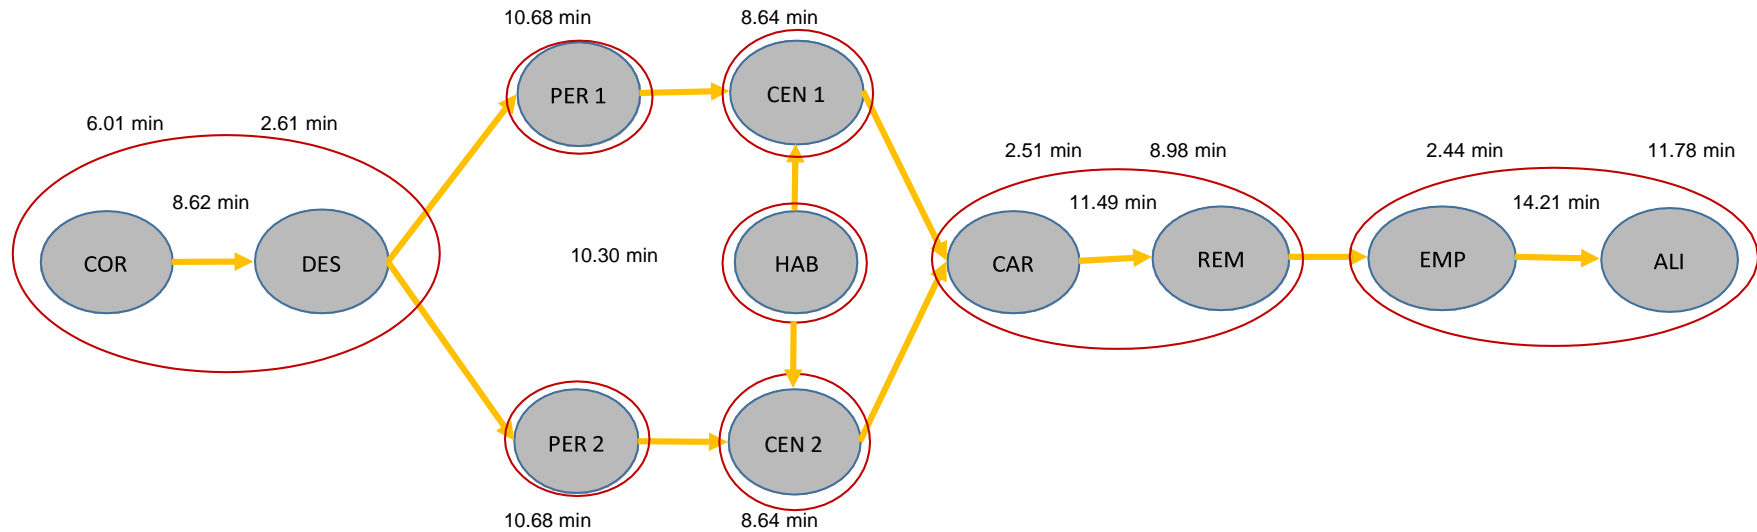 10.68 min
8.64 min
PER 1
CEN 1
6.01 min
2.61 min
2.51 min
8.98 min
2.44 min
11.78 min
8.62 min
11.49 min
14.21 min
10.30 min
COR
DES
HAB
CAR
REM
EMP
ALI
PER 2
CEN 2
10.68 min
8.64 min